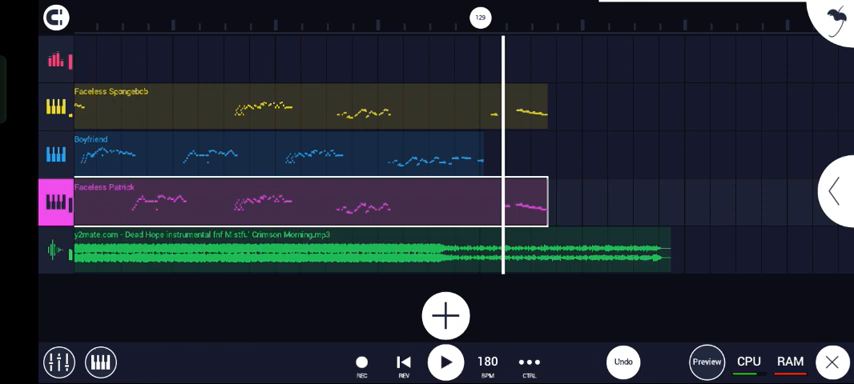 129
Faceless Spongebob
Boyfriend
Faceless Patrick
y2mate.com - Dead Hope instrumental fnf Mistful Crimson Morning.mp3
REC
REV
180
BPM
CTRL
Undo
Preview
CPU
RAM